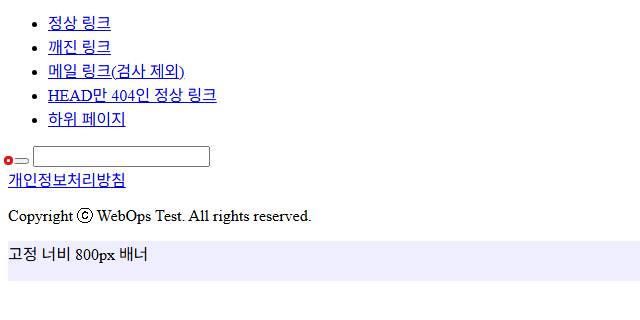 정상 링크
깨진 링크
메일 링크(검사 제외)
HEAD만 404인 정상 링크
하위 페이지
개인정보처리방침
Copyright ⓒ WebOps Test. All rights reserved.
고정 너비 800px 배너